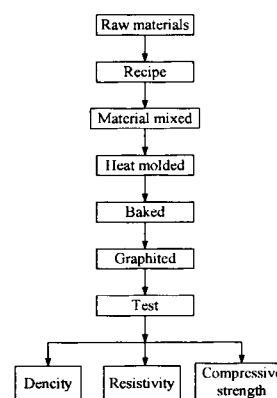 Raw materials
Recipe
Material mixed
Heat molded
Baked
Graphited
Test
Dencity
Resistivity
Compressive
strength